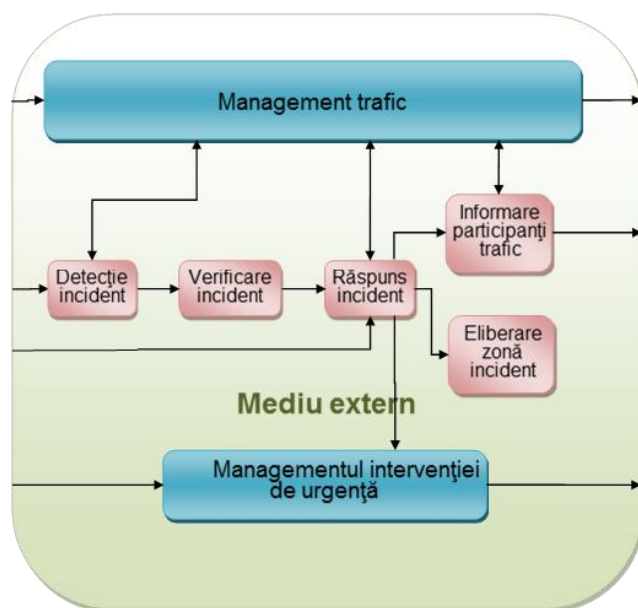 Management trafic
Informare
participanţi
trafic
Detecţie
incident
Verificare
incident
Răspuns
incident
Eliberare
zonă
incident
Mediu extern
Managementul intervenţiei
de urgenţă